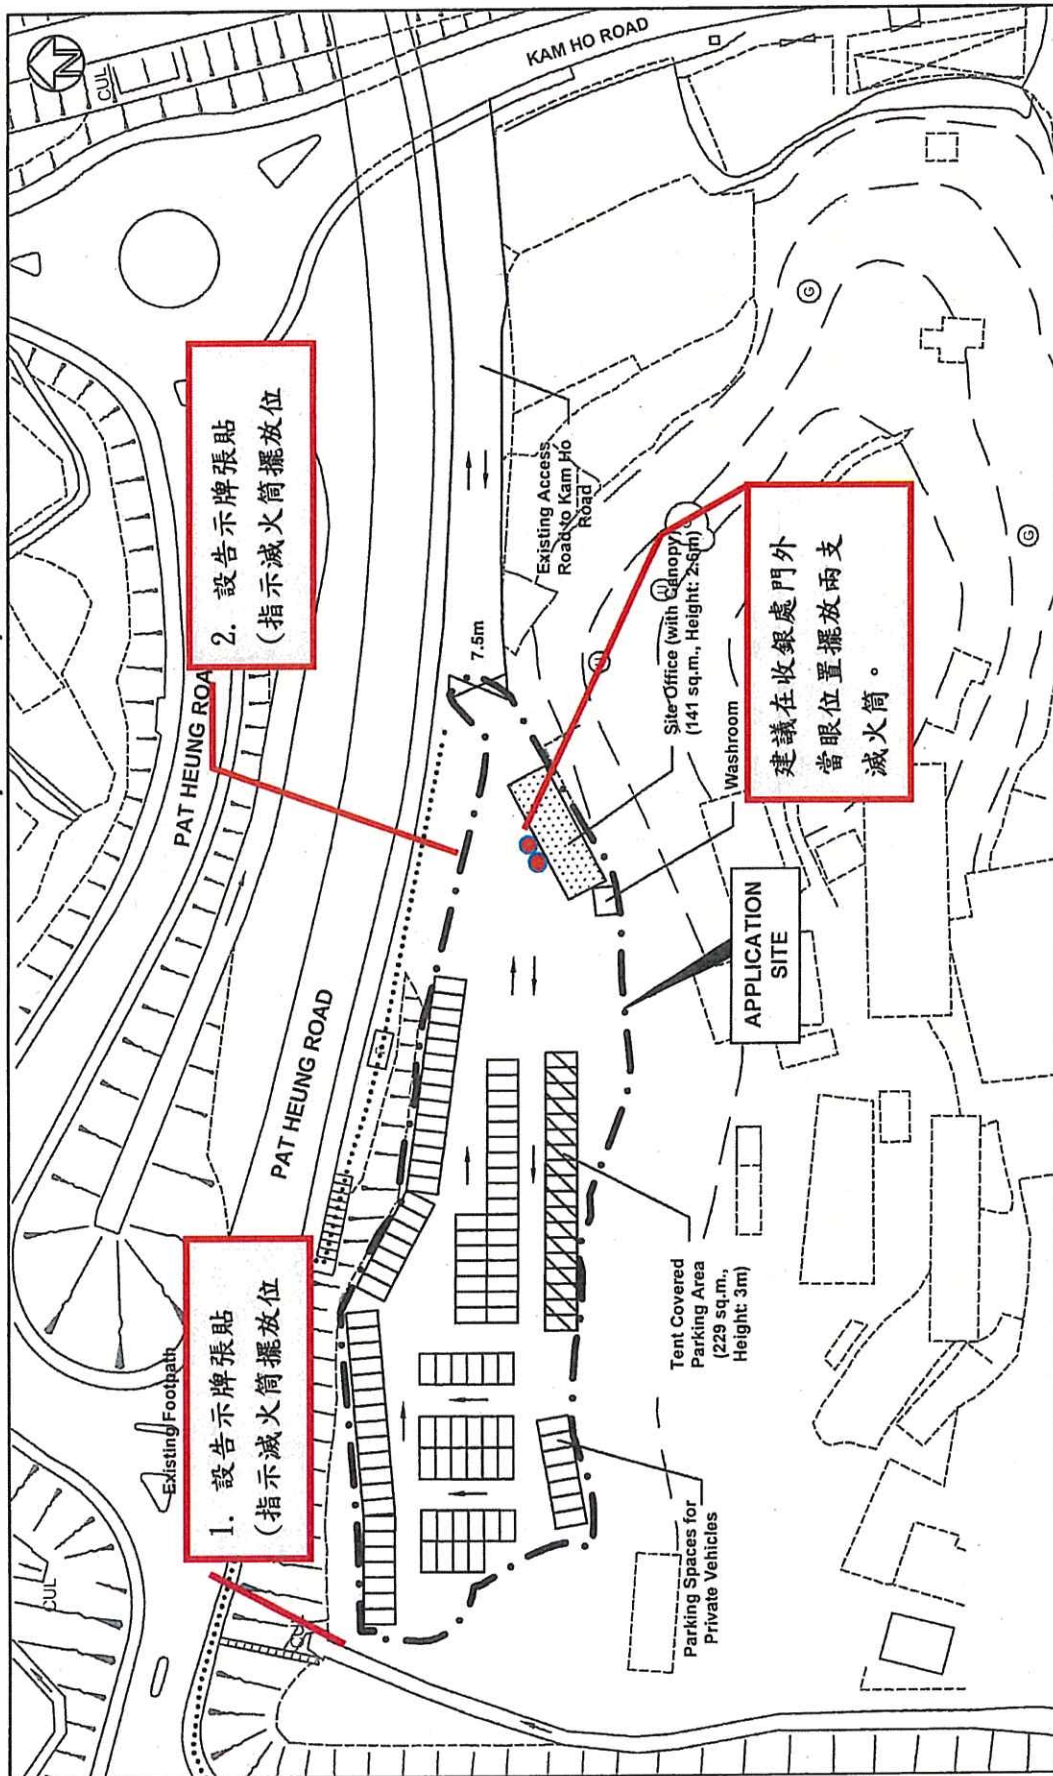 N
CUL
KAM HO ROAD
PAT HEUNG ROA
PAT HEUNG ROAD
Existing Footpath
1. 設告示牌張貼
(指示滅火筒擺放位
2. 設告示牌張貼
(指示滅火筒擺放位
CUL
7.5m
Existing Access
Road to Kam Ho
Road
Site Office (with Canopy)
(141 sq.m., Height: 2.6m)
Washroom
建議在收銀處門外
當眼位置擺放兩支
滅火筒。
APPLICATION
SITE
Tent Covered
Parking Area
(229 sq.m.,
Height: 3m)
Parking Spaces for
Private Vehicles
G
G